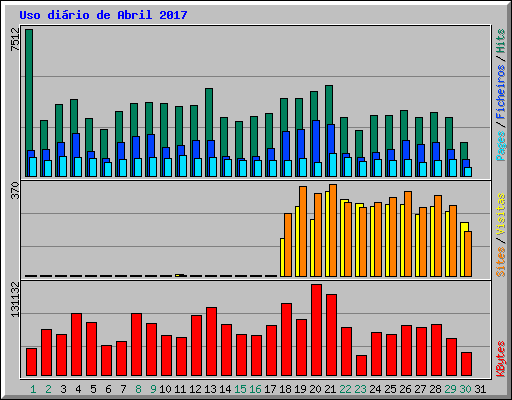 Uso diário de Abril 2017
7512
Pages / Ficheiros / Hits
370
Sites / Visitas
131132
KBytes
1 2 3 4 5 6 7 8 9 10 11 12 13 14 15 16 17 18 19 20 21 22 23 24 25 26 27 28 29 30 31